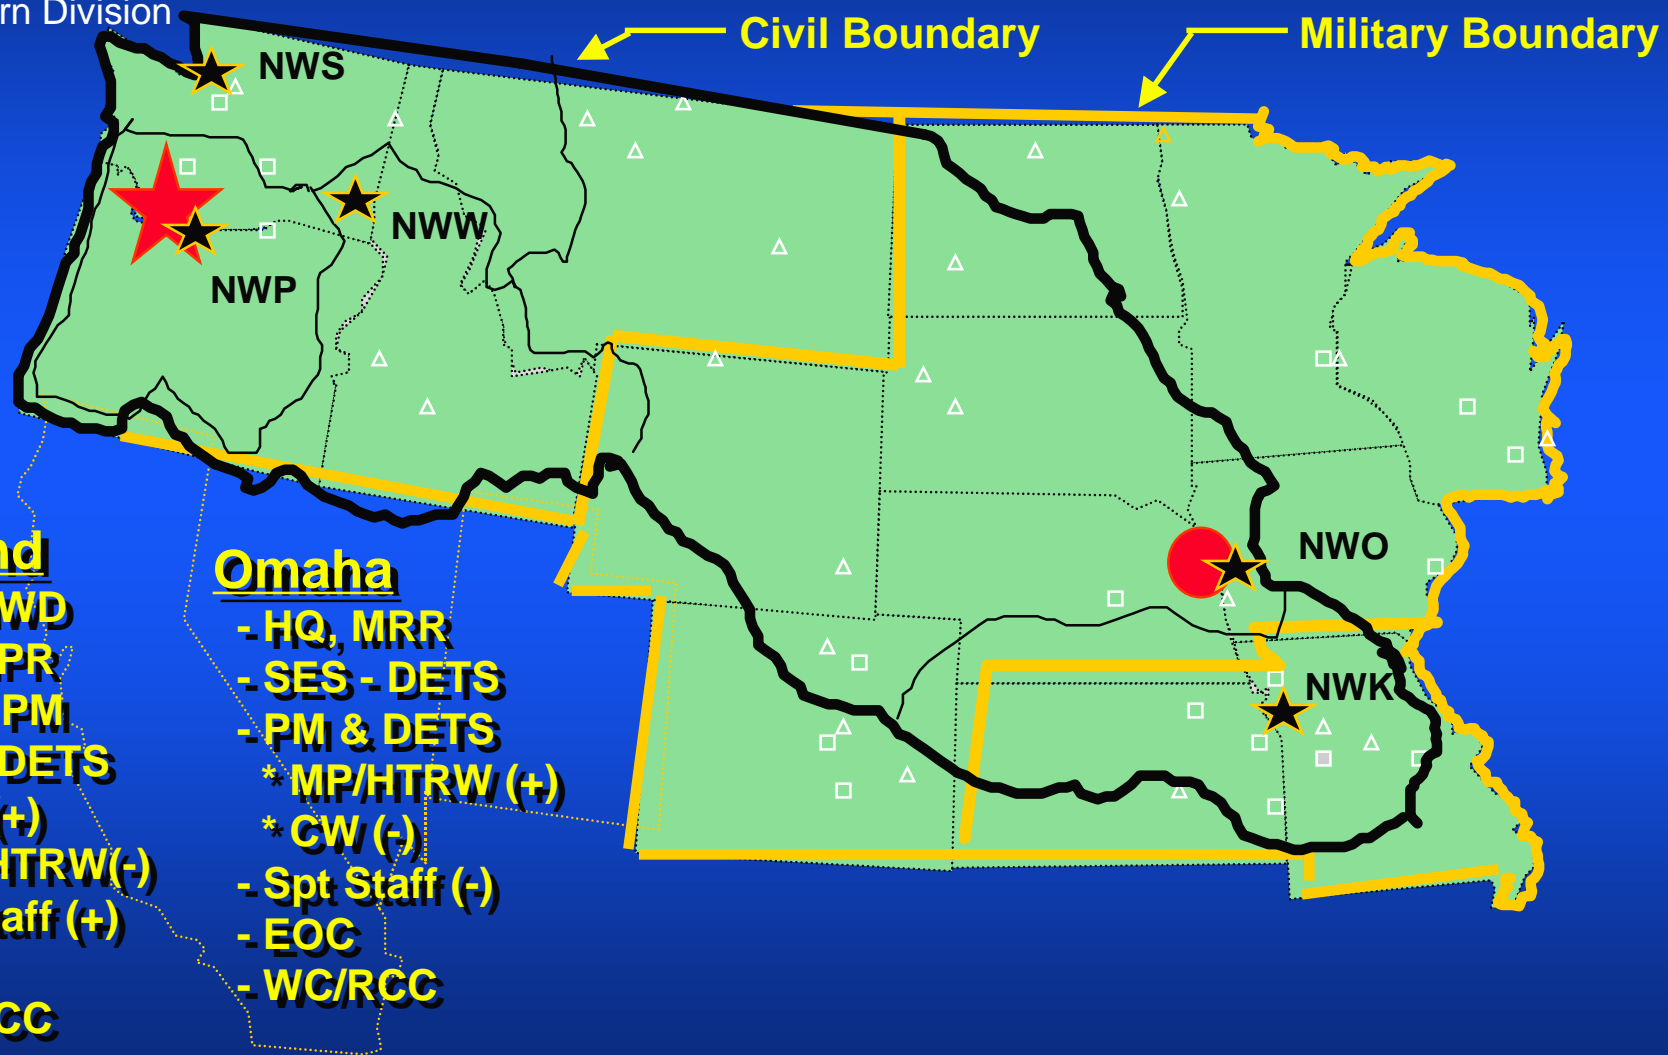 rn Division
Civil Boundary
Military Boundary
NWS
NWW
NWP
NWO
NWK
nd
WD
PR
PM
DETS
(+)
HTRW(-)
aff (+)
CC
Omaha
- HQ, MRR
- SES - DETS
- PM & DETS
* MP/HTRW (+)
* CW (-)
- Spt Staff (-)
- EOC
- WC/RCC